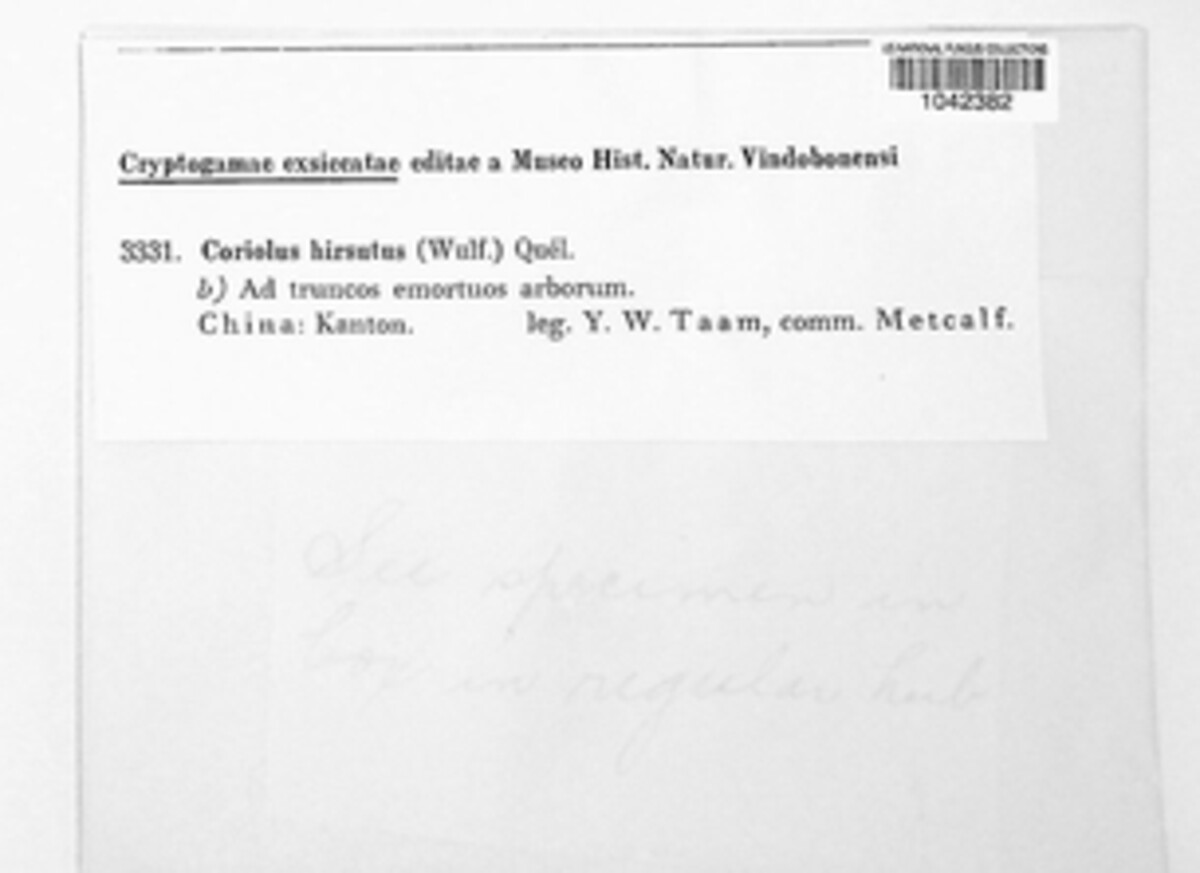 US NATIONAL FUNGUS COLLECTIONS
1042382
Cryptogamae exsiccatae editae a Museo Hist. Natur. Vindobonensi
3331. Coriolus hirsutus (Wulf.) Quél.
b) Ad truncos emortuos arborum.
China: Kanton. leg. Y. W. Taam, comm. Metcalf.
See specimen in
box in regular herb